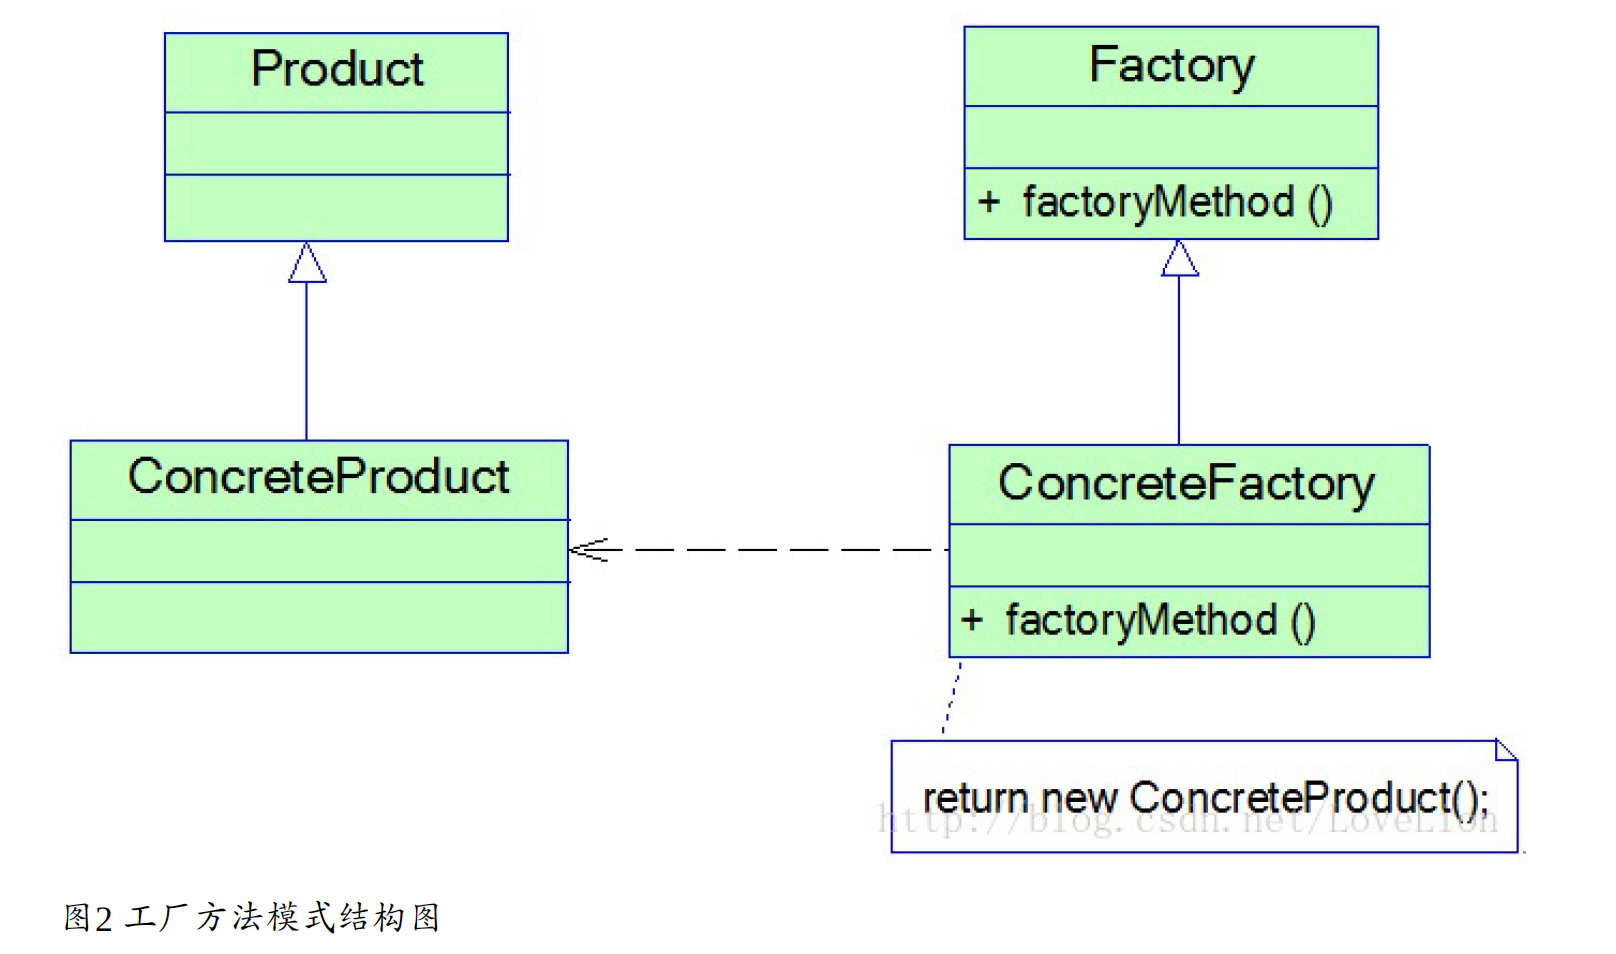 Product
Factory
+ factoryMethod ()
ConcreteProduct
ConcreteFactory
+ factoryMethod ()
return new ConcreteProduct();
http://blog.csdn.net/LoveLion
图2 工厂方法模式结构图